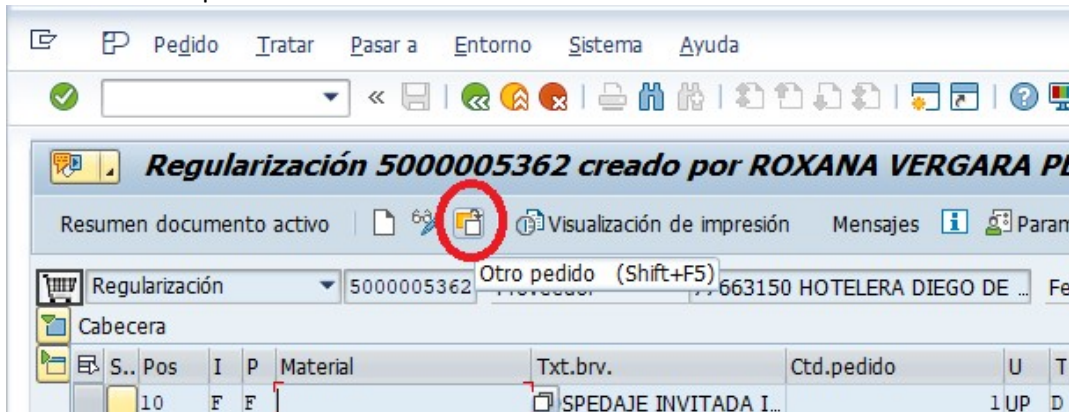 Pedido Tratar Pasar a Entorno Sistema Ayuda
Regularización 5000005362 creado por ROXANA VERGARA
Resumen documento activo Visualización de impresión Mensajes
Otro pedido (Shift+F5)
Regularización 5000005362 663150 HOTELERA DIEGO DE ...
Cabecera
S.. Pos I P Material Txt.brv. Ctd.pedido U T
10 F F SPEDAJE INVITADA I... 1 UP D